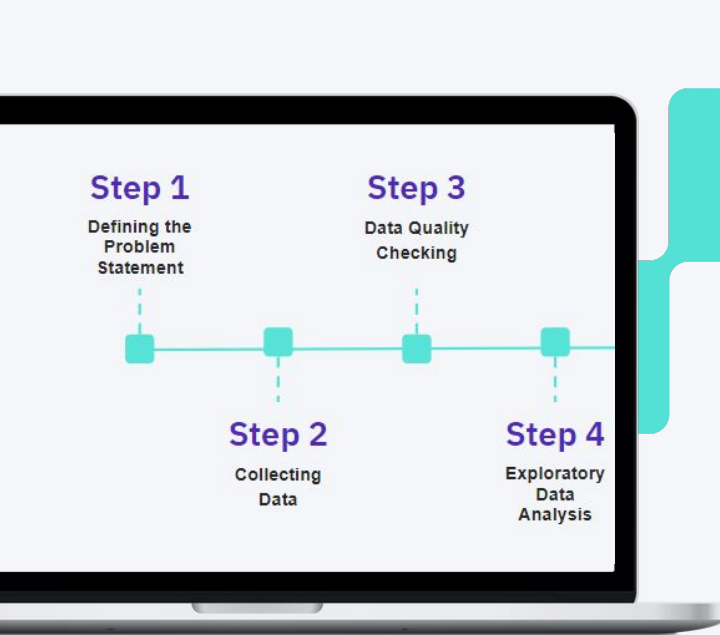 Step 1
Defining the
Problem
Statement
Step 2
Collecting
Data
Step 3
Data Quality
Checking
Step 4
Exploratory
Data
Analysis